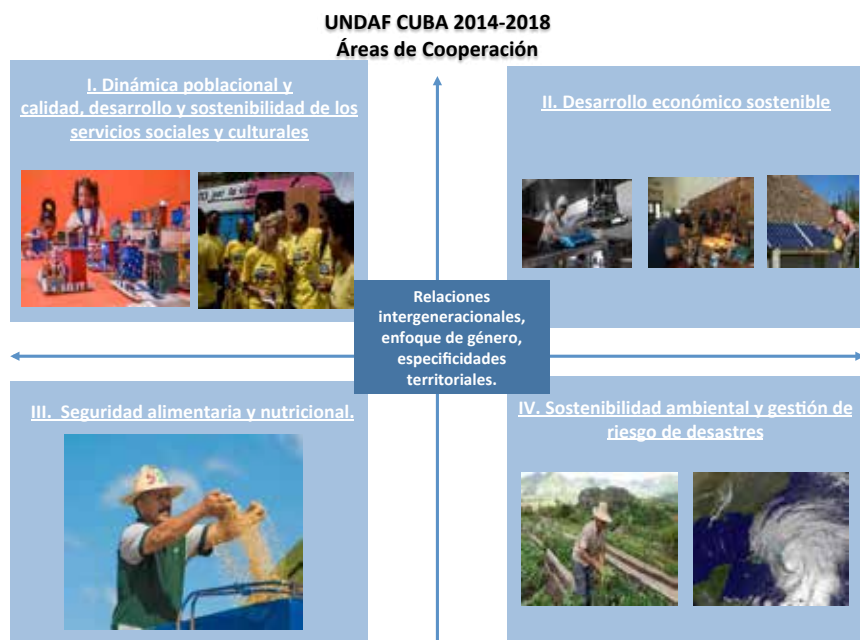 UNDAF CUBA 2014-2018
Áreas de Cooperación
I. Dinámica poblacional y
calidad, desarrollo y sostenibilidad de los
servicios sociales y culturales
II. Desarrollo económico sostenible
Relaciones
intergeneracionales,
enfoque de género,
especificidades
territoriales.
III. Seguridad alimentaria y nutricional.
IV. Sostenibilidad ambiental y gestión de
riesgo de desastres